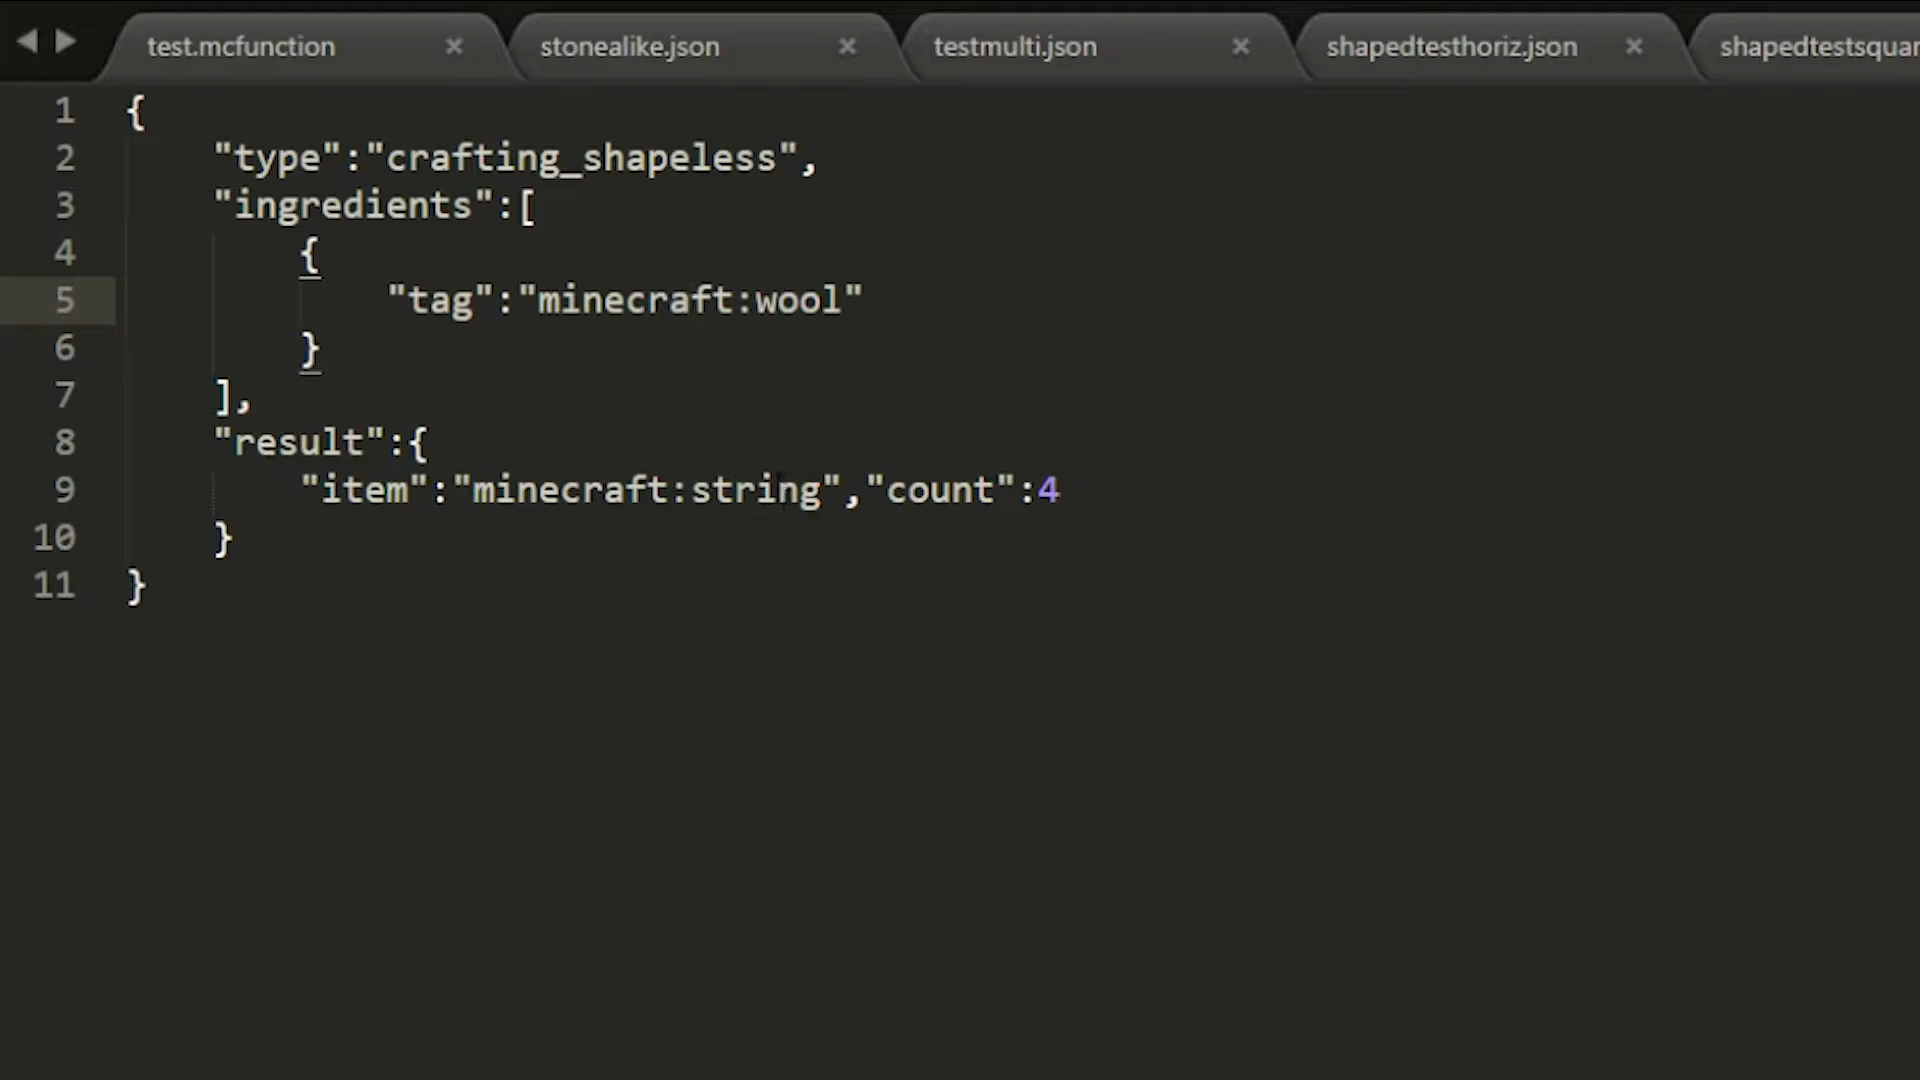 test.mcfunction × stonealike.json × testmulti.json × shapedtesthoriz.json × shapedtestsquar
1 {
2 "type":"crafting_shapeless",
3 "ingredients":[
4 {
5 "tag":"minecraft:wool"
6 }
7 ],
8 "result":{
9 "item":"minecraft:string","count":4
10 }
11 }